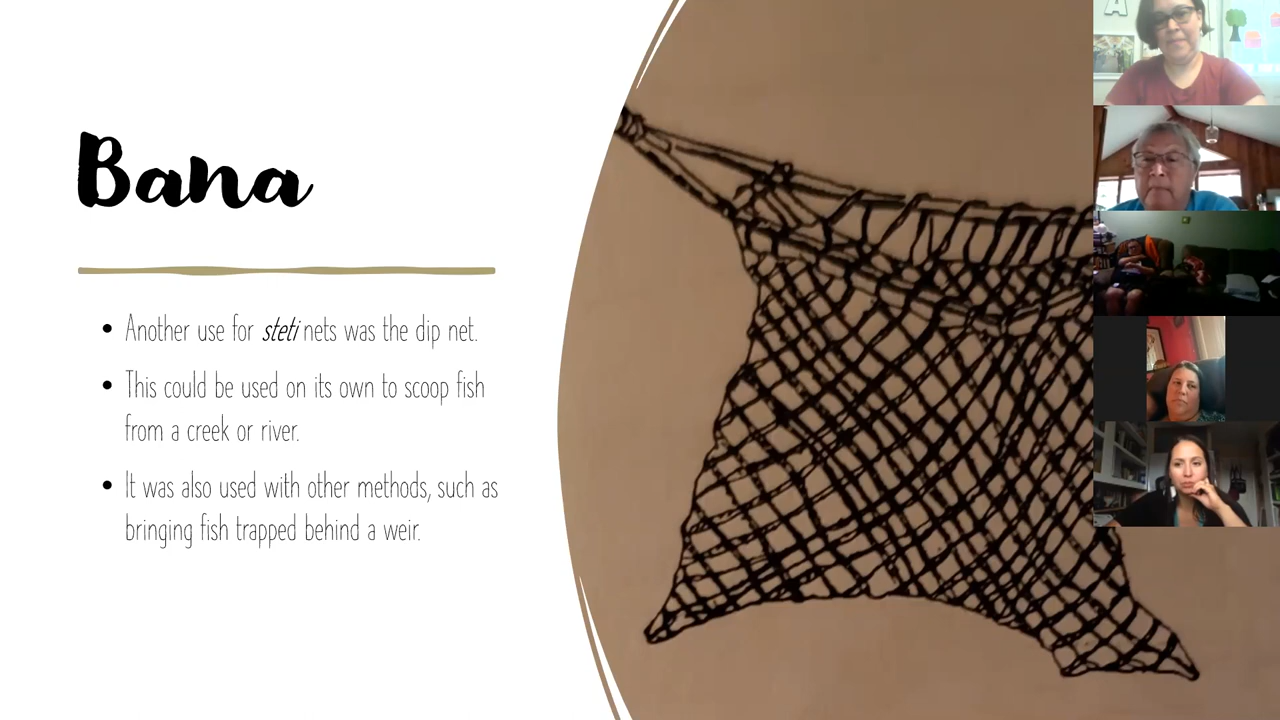 Bana
• Another use for steti nets was the dip net.
• This could be used on its own to scoop fish
from a creek or river.
• It was also used with other methods, such as
bringing fish trapped behind a weir.
A